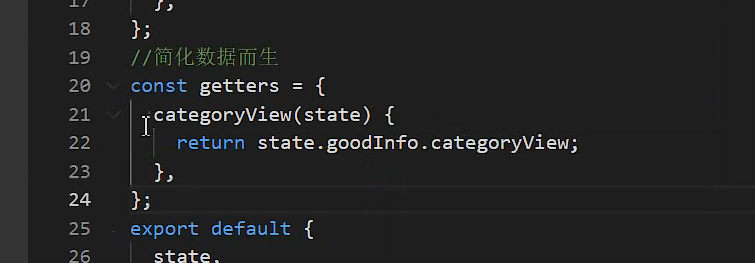 17 },
18 };
19 //简化数据而生
20 const getters = {
21 categoryView(state) {
22 return state.goodInfo.categoryView;
23 },
24 };
25 export default {
26 state,